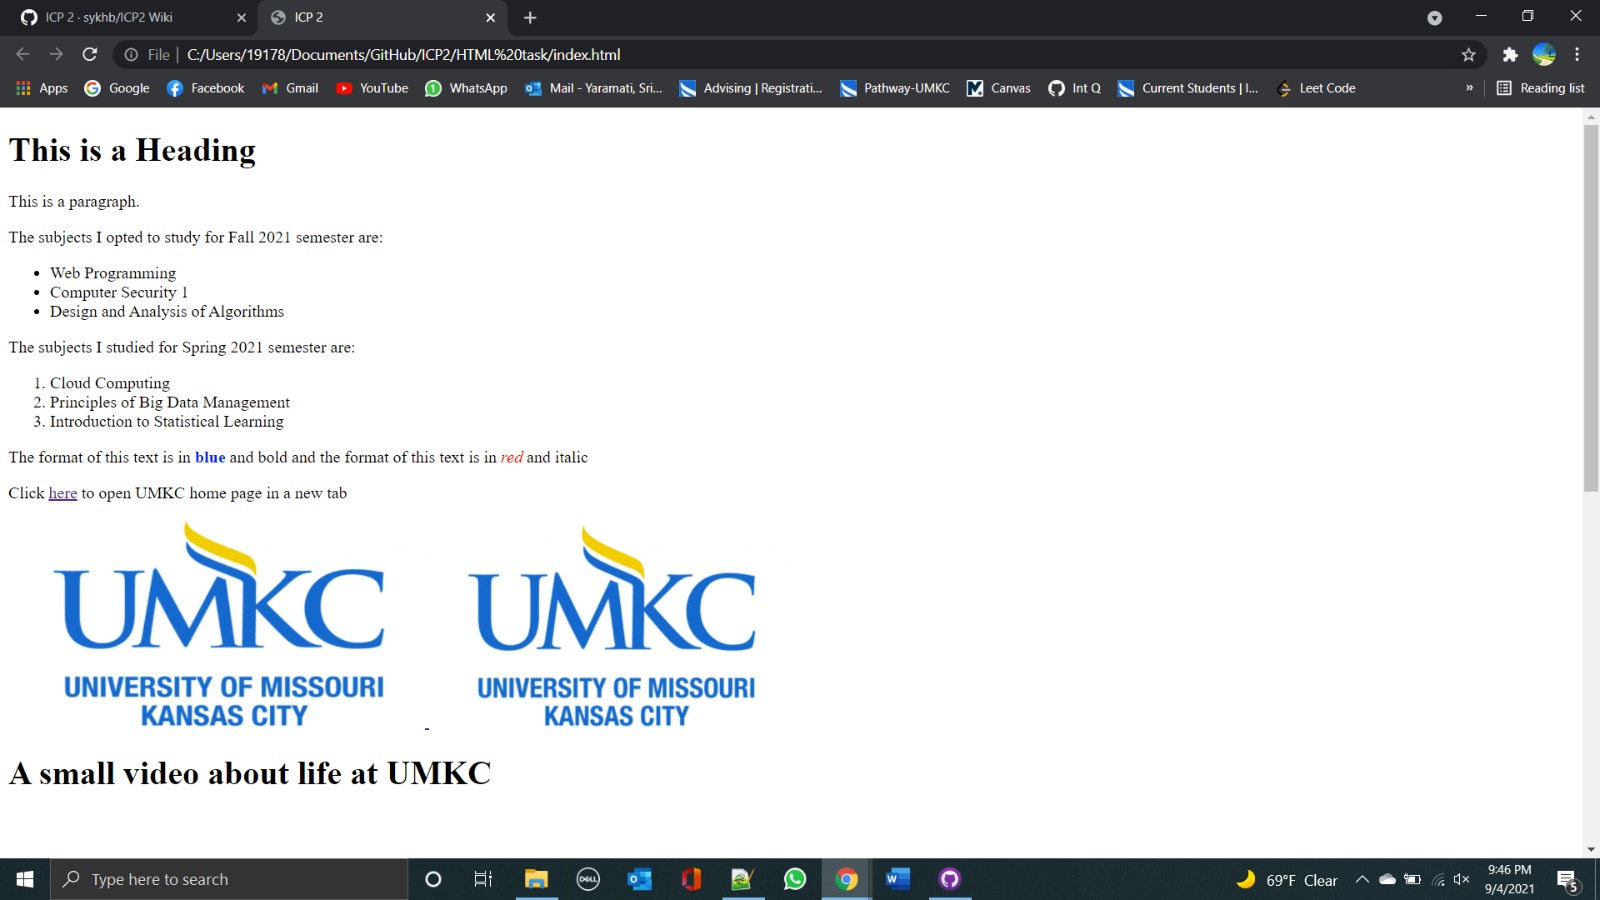 ICP 2 · sykhb/ICP2 Wiki
ICP 2
File | C:/Users/19178/Documents/GitHub/ICP2/HTML%20task/index.html
Apps Google Facebook Gmail YouTube WhatsApp Mail - Yaramati, Sri... Advising | Registrati... Pathway-UMKC Canvas Int Q Current Students | I... Leet Code » Reading list
This is a Heading
This is a paragraph.
The subjects I opted to study for Fall 2021 semester are:
• Web Programming
• Computer Security 1
• Design and Analysis of Algorithms
The subjects I studied for Spring 2021 semester are:
1. Cloud Computing
2. Principles of Big Data Management
3. Introduction to Statistical Learning
The format of this text is in blue and bold and the format of this text is in red and italic
Click here to open UMKC home page in a new tab
UMKC
UNIVERSITY OF MISSOURI
KANSAS CITY
UMKC
UNIVERSITY OF MISSOURI
KANSAS CITY
A small video about life at UMKC
Type here to search
DELL
69°F Clear
9:46 PM
9/4/2021
5